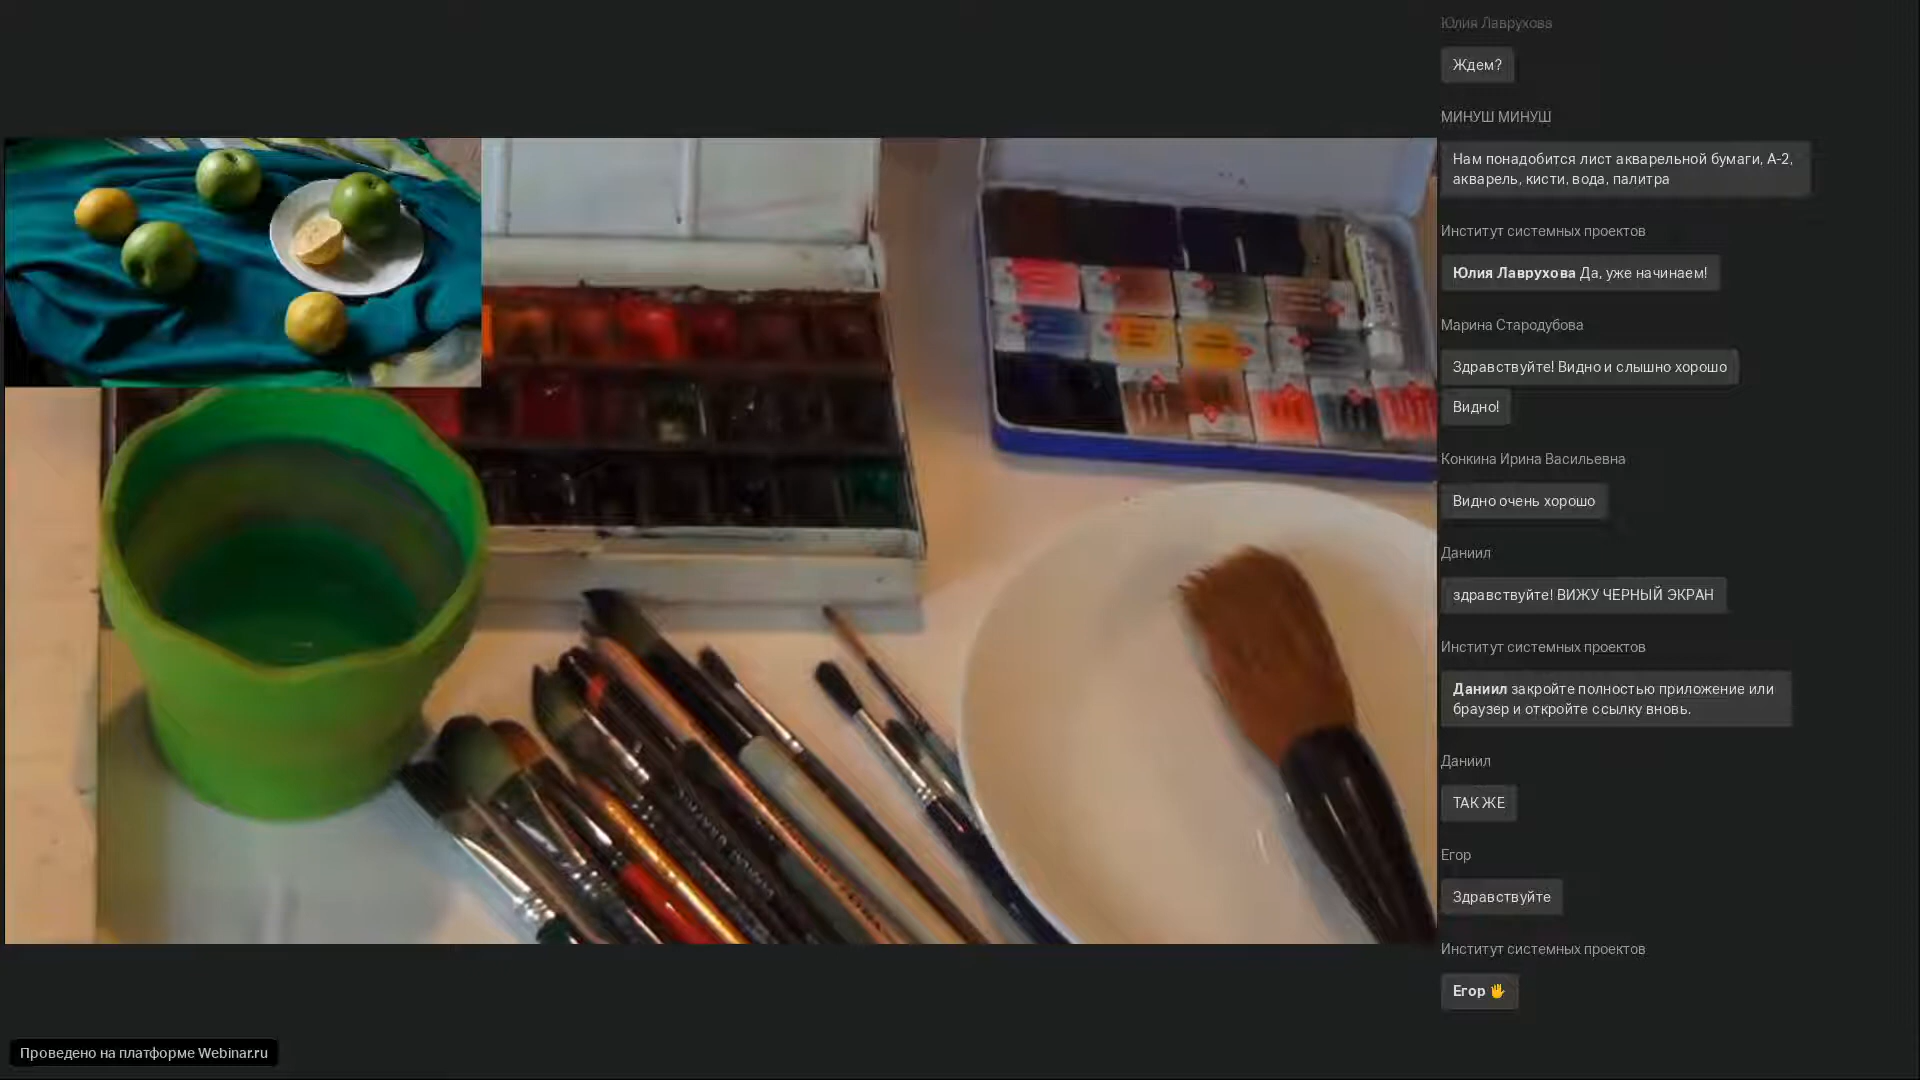 Юлия Лаврухова
Ждем?
МИНУШ МИНУШ
Нам понадобится лист акварельной бумаги, А-2,
акварель, кисти, вода, палитра
Институт системных проектов
Юлия Лаврухова Да, уже начинаем!
Марина Стародубова
Здравствуйте! Видно и слышно хорошо
Видно!
Конкина Ирина Васильевна
Видно очень хорошо
Даниил
здравствуйте! ВИЖУ ЧЕРНЫЙ ЭКРАН
Институт системных проектов
Даниил закройте полностью приложение или
браузер и откройте ссылку вновь.
Даниил
ТАК ЖЕ
Егор
Здравствуйте
Институт системных проектов
Егор 🖐
Проведено на платформе Webinar.ru